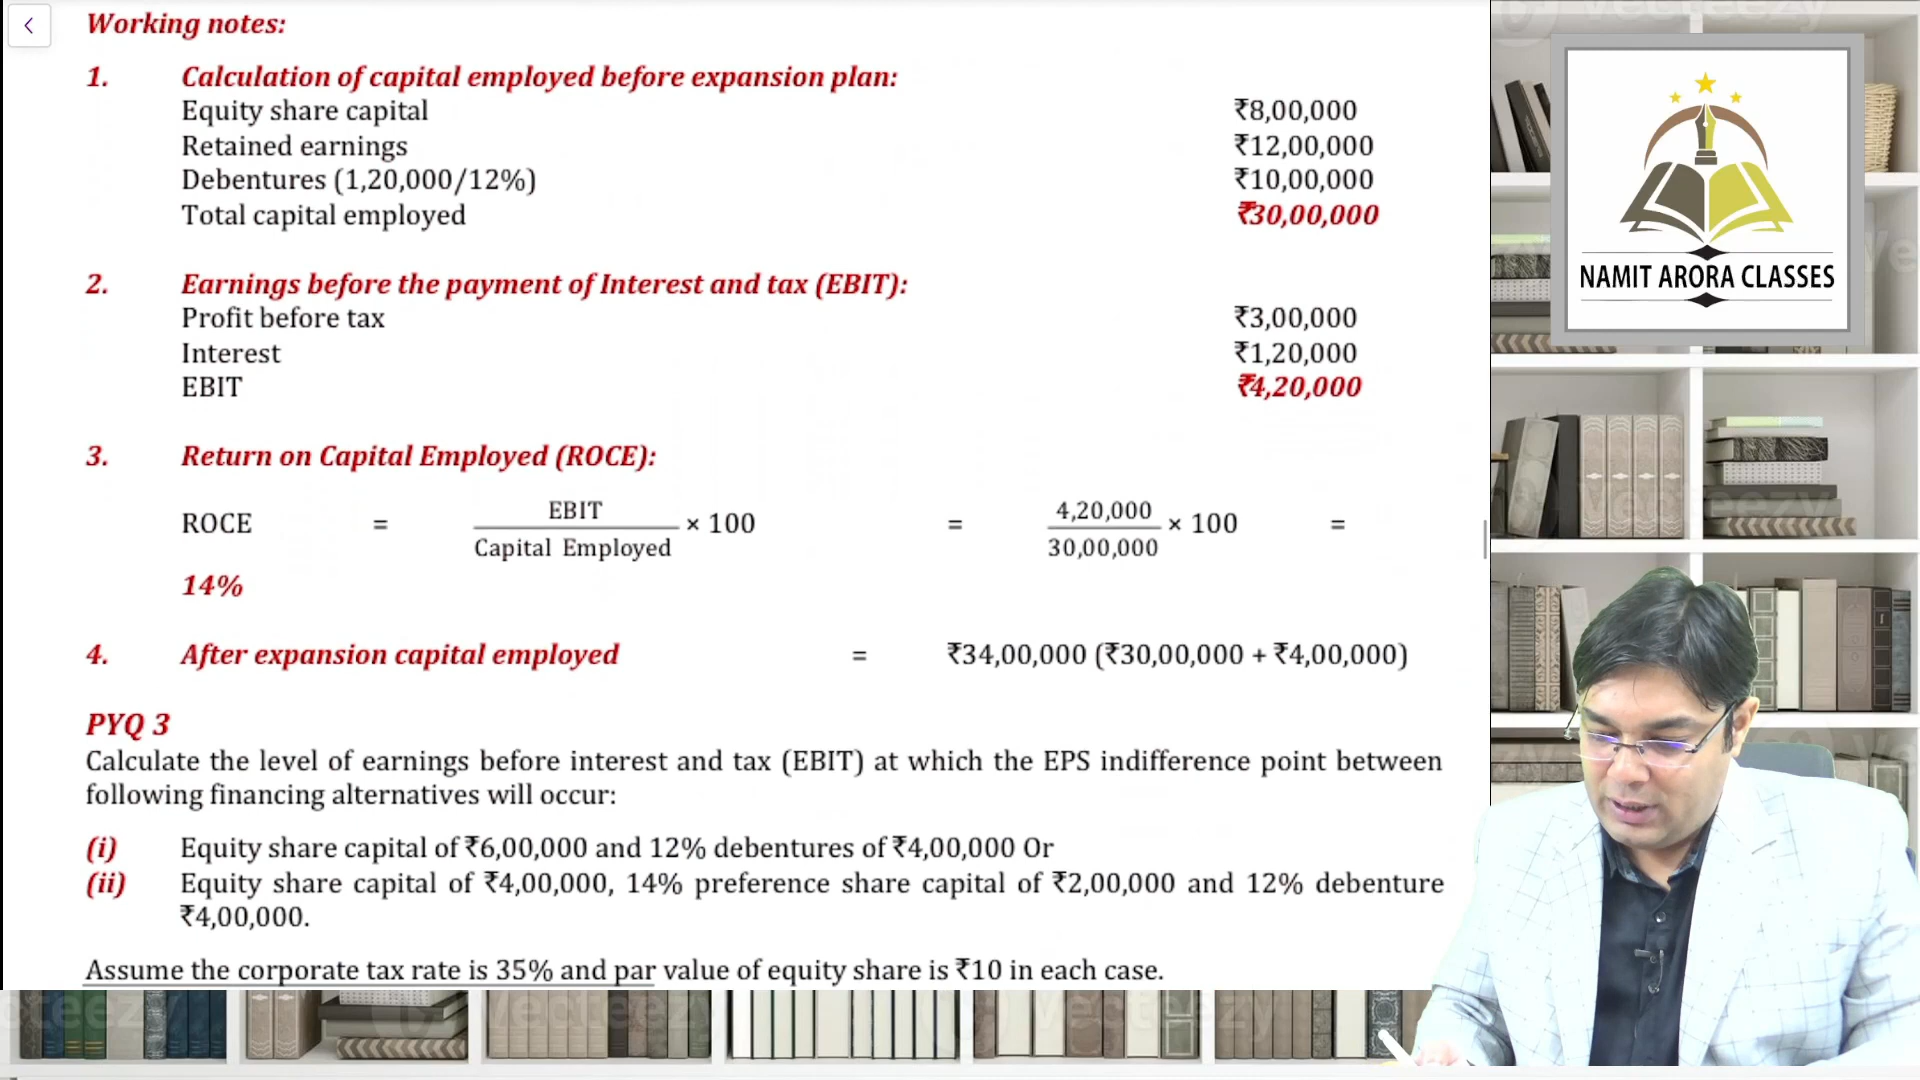 Working notes:
1. Calculation of capital employed before expansion plan:
Equity share capital ₹8,00,000
Retained earnings ₹12,00,000
Debentures (1,20,000/12%) ₹10,00,000
Total capital employed ₹30,00,000
2. Earnings before the payment of Interest and tax (EBIT):
Profit before tax ₹3,00,000
Interest ₹1,20,000
EBIT ₹4,20,000
3. Return on Capital Employed (ROCE):
ROCE = EBIT / Capital Employed × 100 = 4,20,000 / 30,00,000 × 100 =
14%
4. After expansion capital employed = ₹34,00,000 (₹30,00,000 + ₹4,00,000)
PYQ 3
Calculate the level of earnings before interest and tax (EBIT) at which the EPS indifference point between
following financing alternatives will occur:
(i) Equity share capital of ₹6,00,000 and 12% debentures of ₹4,00,000 Or
(ii) Equity share capital of ₹4,00,000, 14% preference share capital of ₹2,00,000 and 12% debenture
₹4,00,000.
Assume the corporate tax rate is 35% and par value of equity share is ₹10 in each case.
NAMIT ARORA CLASSES